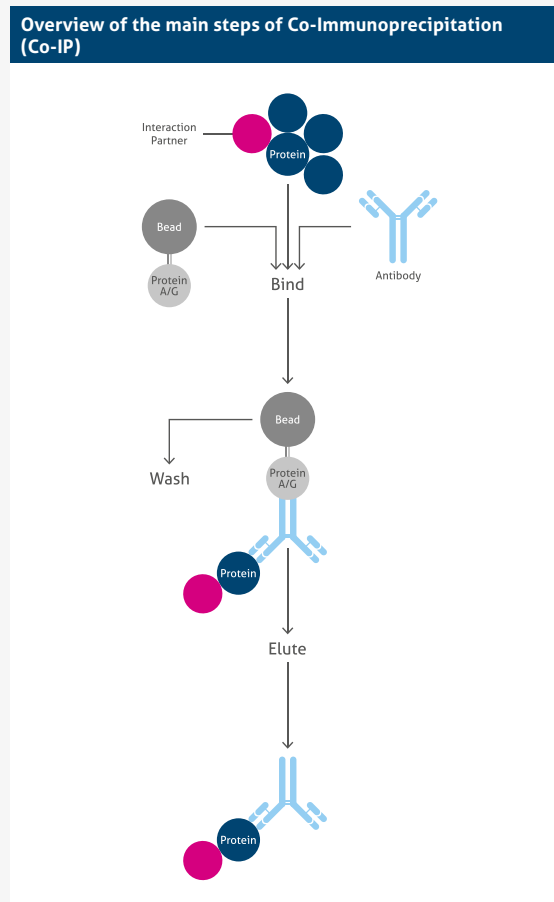 Overview of the main steps of Co-Immunoprecipitation
(Co-IP)
Interaction
Partner
Protein
Bead
Protein
A/G
Antibody
Bind
Bead
Wash
Protein
A/G
Protein
Elute
Protein